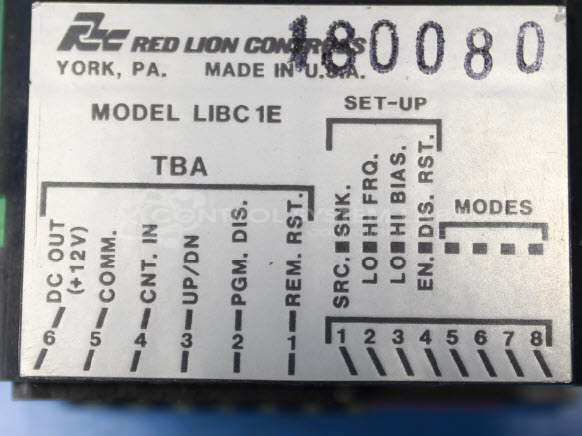 RLC RED LION CONTROLS
180080
YORK, PA. MADE IN U.S.A.
MODEL LIBC1E
SET-UP
TBA
MODES
DC OUT
(+12V)
COMM.
CNT. IN
UP/DN
PGM. DIS.
REM. RST.
SRC. SNK.
LO HI FRQ.
LO HI BIAS.
EN. DIS. RST.
6 5 4 3 2 1
1 2 3 4 5 6 7 8